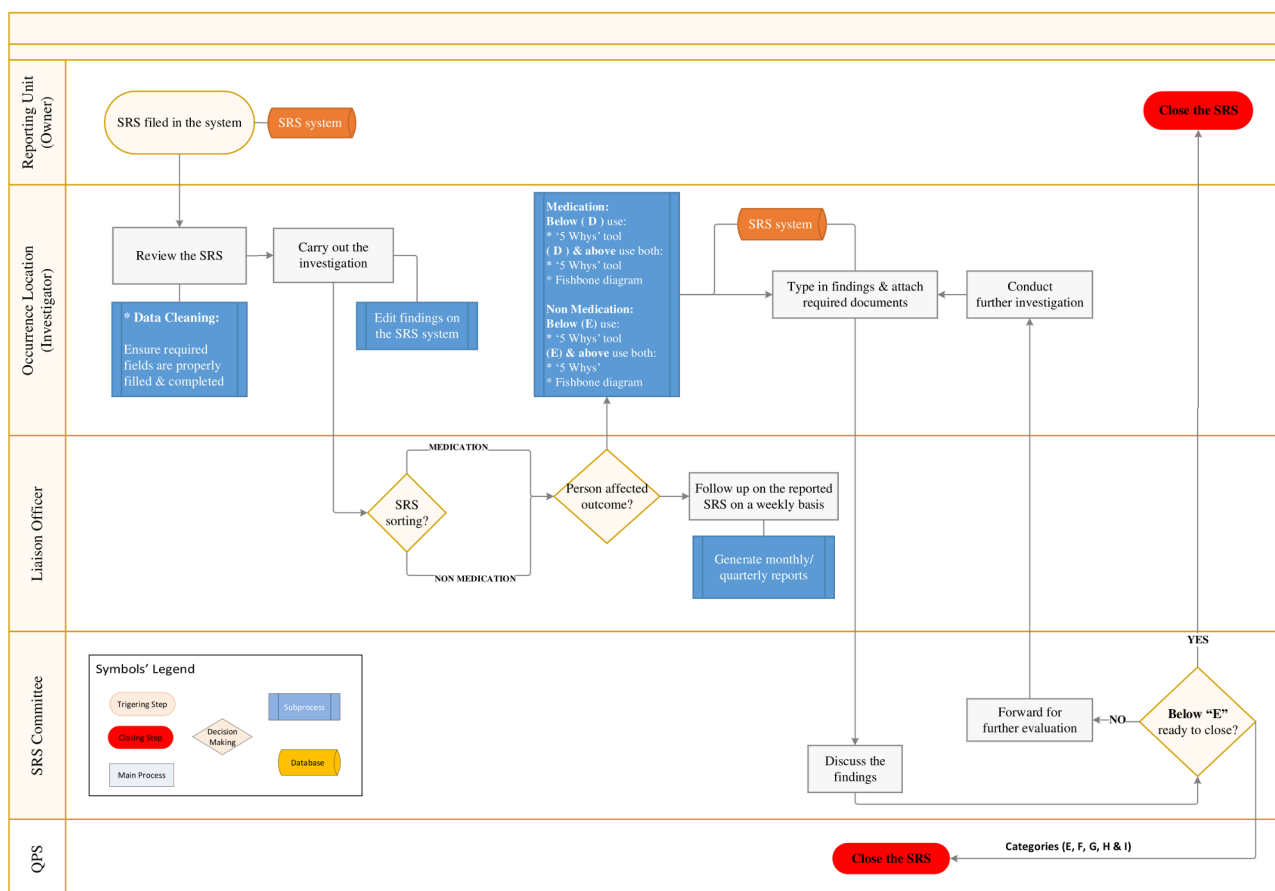 Reporting Unit
(Owner)
SRS filed in the system
SRS system
Close the SRS
Occurrence Location
(Investigator)
Review the SRS
* Data Cleaning:
Ensure required
fields are properly
filled & completed
Carry out the
investigation
Edit findings on
the SRS system
Medication:
Below ( D ) use:
* ‘5 Whys’ tool
( D ) & above use both:
* ‘5 Whys’ tool
* Fishbone diagram
Non Medication:
Below (E) use:
* ‘5 Whys’ tool
(E) & above use both:
* ‘5 Whys’
* Fishbone diagram
SRS system
Type in findings & attach
required documents
Conduct
further investigation
Liaison Officer
MEDICATION
SRS
sorting?
NON MEDICATION
Person affected
outcome?
Follow up on the reported
SRS on a weekly basis
Generate monthly/
quarterly reports
SRS Committee
Symbols’ Legend
Trigering Step
Closing Step
Main Process
Decision
Making
Subprocess
Database
Discuss the
findings
Forward for
further evaluation
NO
YES
Below “E”
ready to close?
QPS
Close the SRS
Categories (E, F, G, H & I)